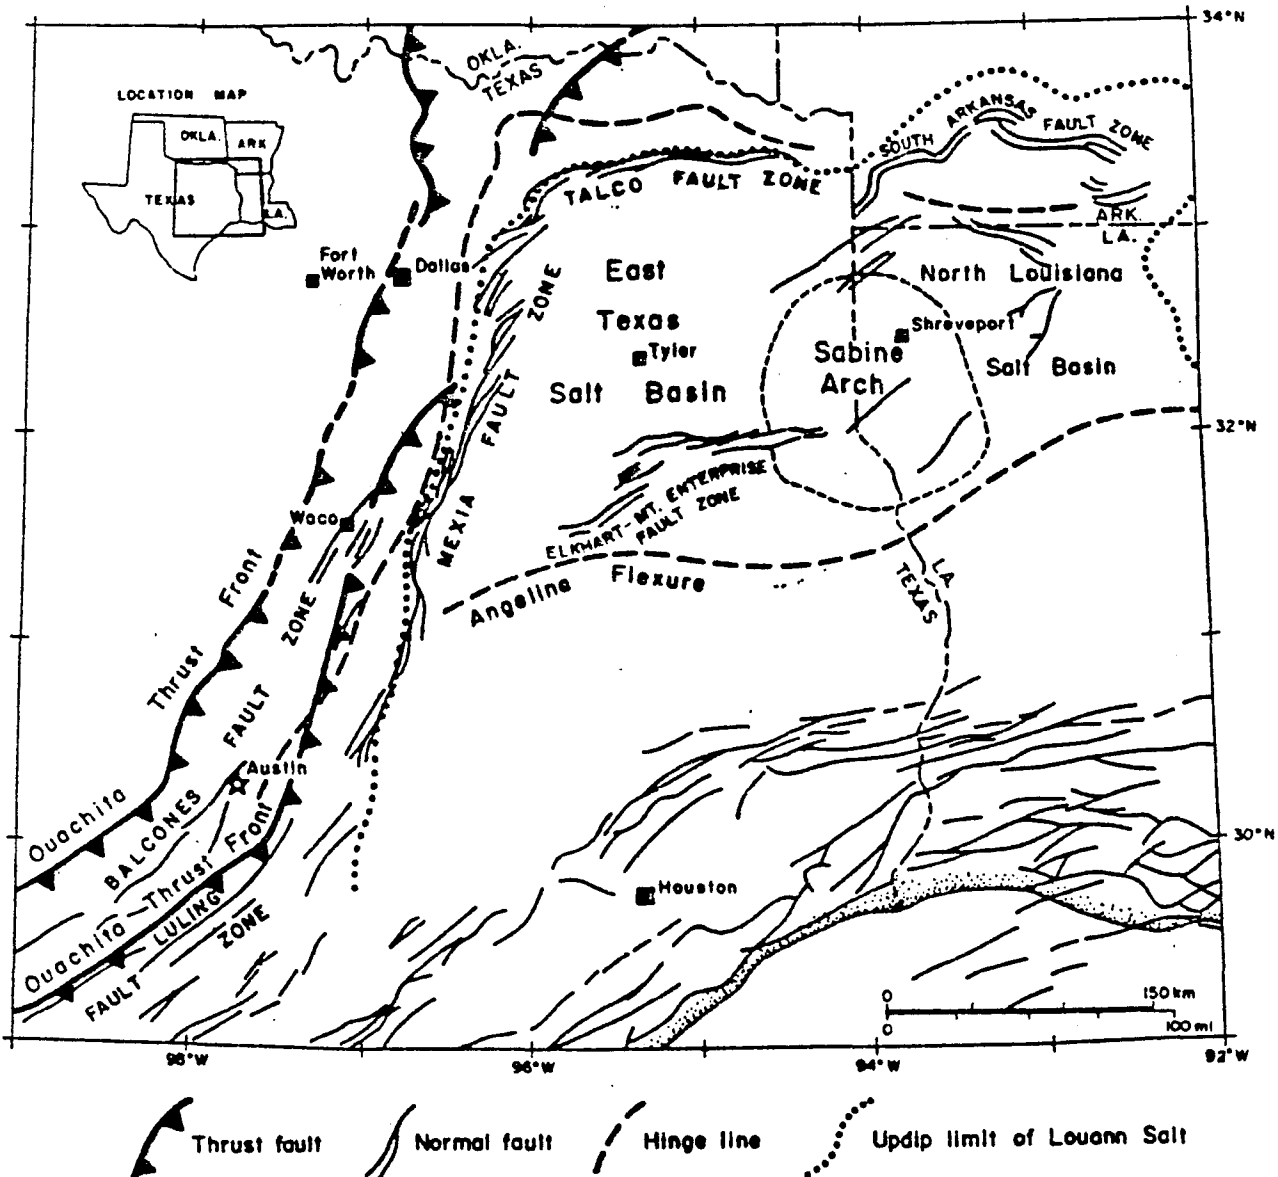 34°N
OKLA.
TEXAS
LOCATION MAP
OKLA.
ARK
TEXAS
LA.
SOUTH ARKANSAS FAULT ZONE
TALCO FAULT ZONE
ARK.
LA.
Fort
Worth
Dallas
East
Texas
Salt Basin
Tyler
North Louisiana
Salt Basin
Shreveport
Sabine
Arch
MEXIA FAULT ZONE
32°N
ELKHART-MT. ENTERPRISE
FAULT ZONE
Angelina Flexure
LA.
TEXAS
Waco
Ouachita Thrust Front
BALCONES FAULT ZONE
Austin
Ouachita-Thrust Front
LULING
FAULT ZONE
Houston
30°N
0 150 km
0 100 mi
98°W
96°W
94°W
92°W
Thrust fault
Normal fault
Hinge line
Updip limit of Louann Salt